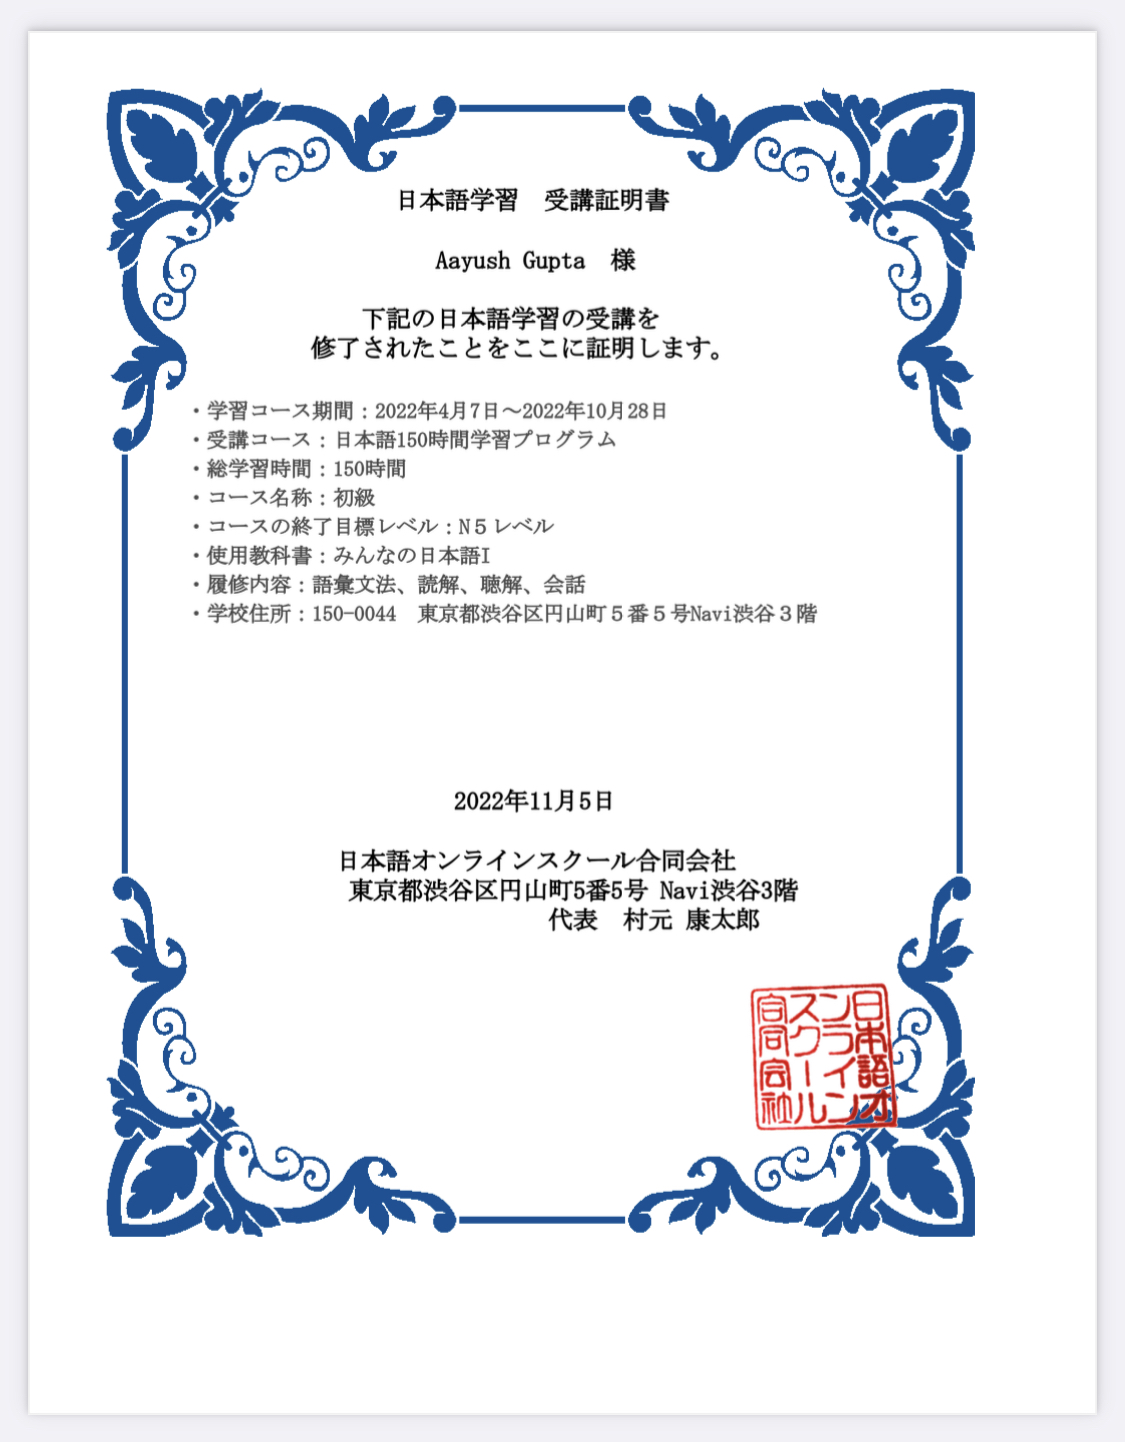 日本語学習　受講証明書
Aayush Gupta　様
下記の日本語学習の受講を
修了されたことをここに証明します。
・学習コース期間：2022年4月7日～2022年10月28日
・受講コース：日本語150時間学習プログラム
・総学習時間：150時間
・コース名称：初級
・コースの終了目標レベル：N５レベル
・使用教科書：みんなの日本語I
・履修内容：語彙文法、読解、聴解、会話
・学校住所：150-0044　東京都渋谷区円山町５番５号Navi渋谷３階
2022年11月5日
日本語オンラインスクール合同会社
東京都渋谷区円山町5番5号 Navi渋谷3階
代表　村元 康太郎
日本語オ
ンライン
スクール
合同会社